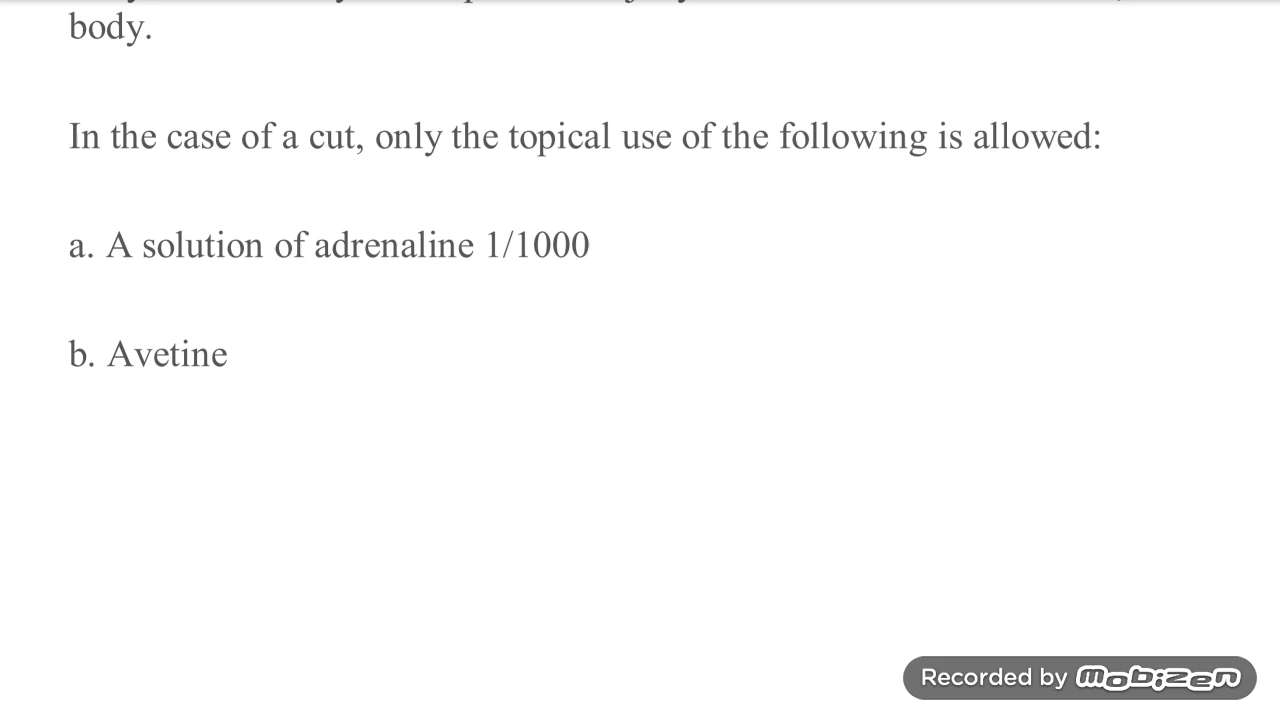 body.
In the case of a cut, only the topical use of the following is allowed:
a. A solution of adrenaline 1/1000
b. Avetine
Recorded by mobizen